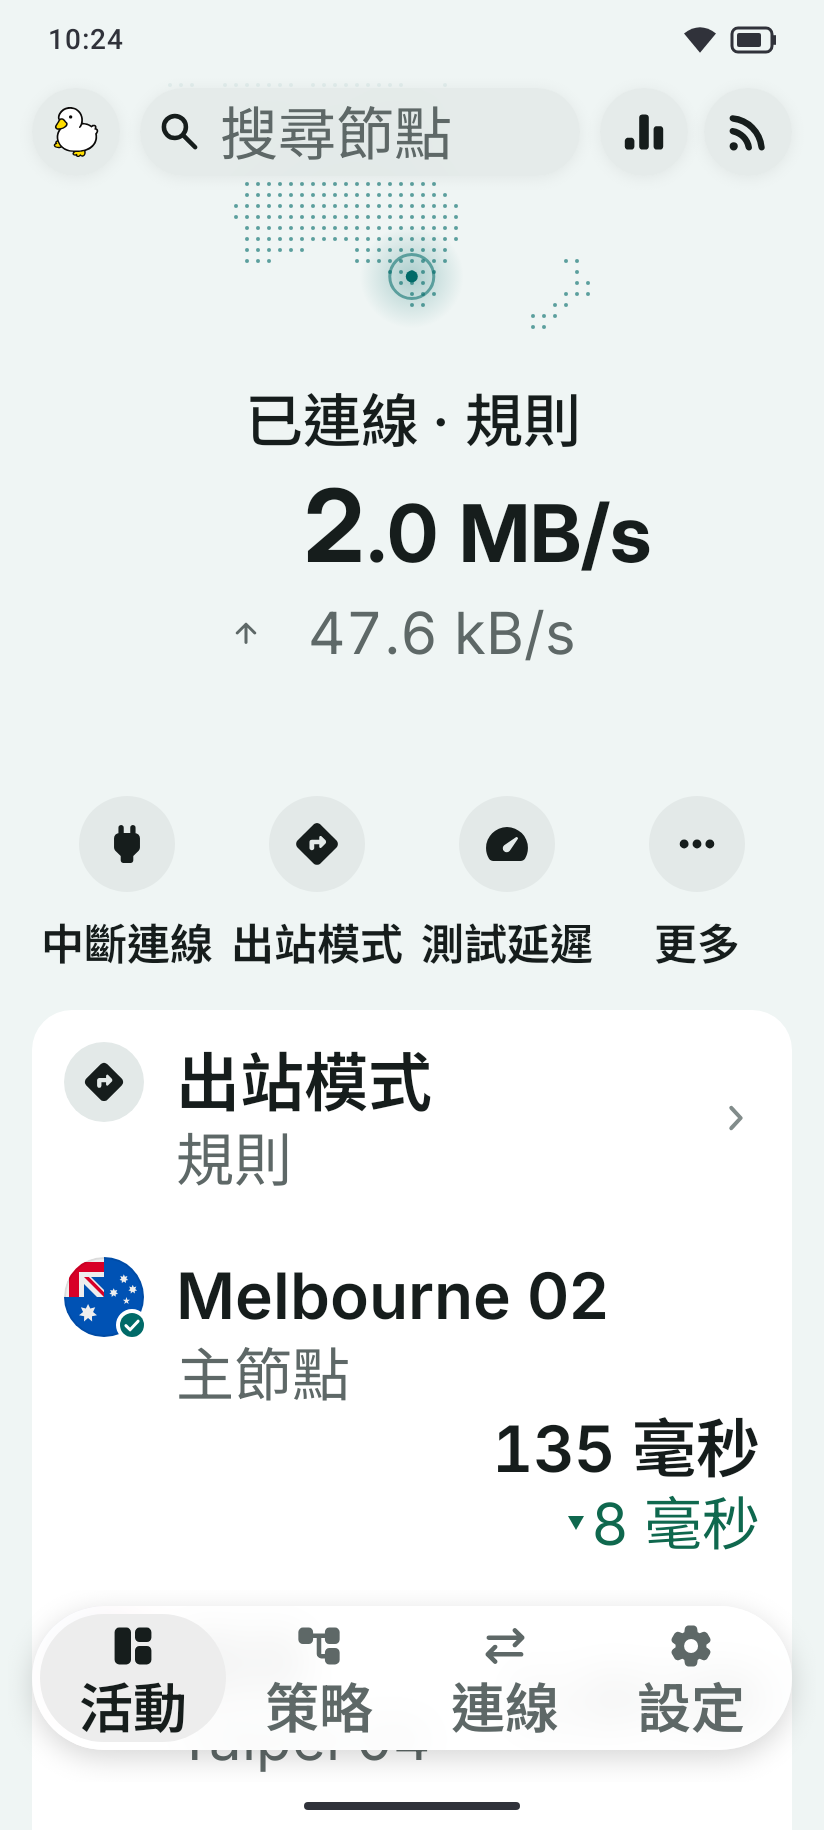 10:24
搜尋節點
已連線 · 規則
2.0 MB/s
47.6 kB/s
中斷連線 出站模式 測試延遲 更多
出站模式
規則
Melbourne 02
主節點
135 毫秒
8 毫秒
活動 策略 連線 設定
Taipei 04